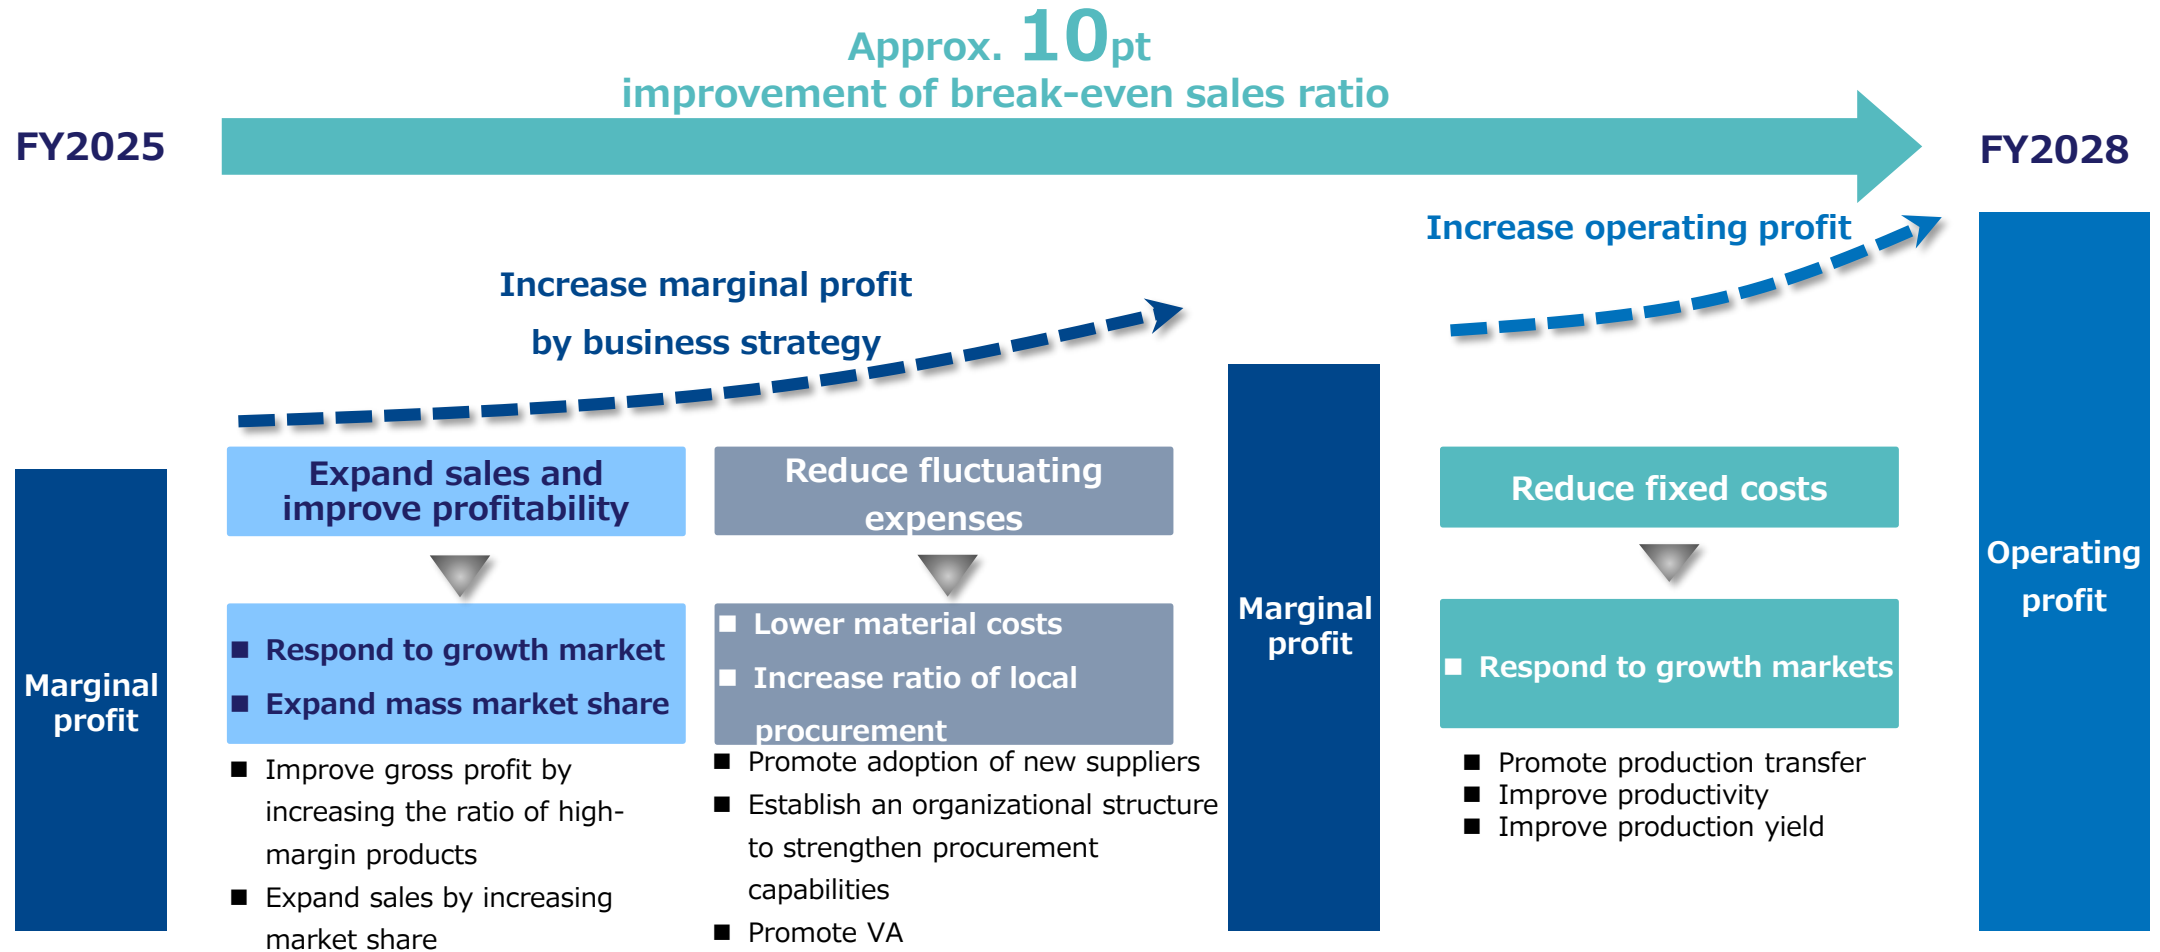 Approx. 10pt
improvement of break-even sales ratio
FY2025
FY2028
Increase marginal profit
by business strategy
Increase operating profit
Marginal
profit
Expand sales and
improve profitability
■ Respond to growth market
■ Expand mass market share
■ Improve gross profit by
increasing the ratio of high-
margin products
■ Expand sales by increasing
market share
Reduce fluctuating
expenses
■ Lower material costs
■ Increase ratio of local
procurement
■ Promote adoption of new suppliers
■ Establish an organizational structure
to strengthen procurement
capabilities
■ Promote VA
Marginal
profit
Reduce fixed costs
■ Respond to growth markets
■ Promote production transfer
■ Improve productivity
■ Improve production yield
Operating
profit